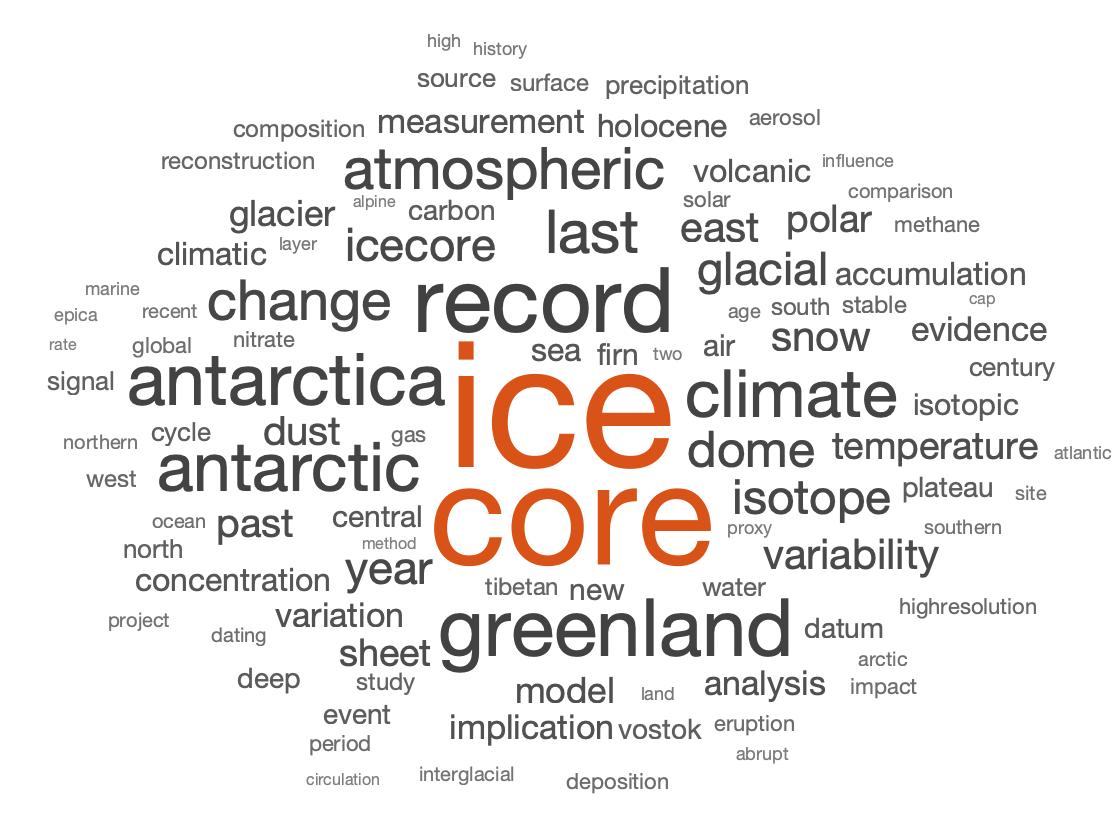 high history
source surface precipitation
composition measurement holocene aerosol
reconstruction atmospheric volcanic influence
glacier alpine carbon last solar east polar comparison methane
climatic layer icecore glacial accumulation
marine change record age south stable cap
epica recent snow evidence
rate global nitrate sea firn two air century
signal antarctica ice climate isotopic
northern cycle dust gas dome temperature atlantic
west antarctic isotope plateau site
ocean past central core proxy southern
north method variability
concentration year tibetan new water highresolution
project variation greenland datum
dating sheet arctic
deep study model land analysis impact
event implication vostok eruption
period abrupt
circulation interglacial deposition